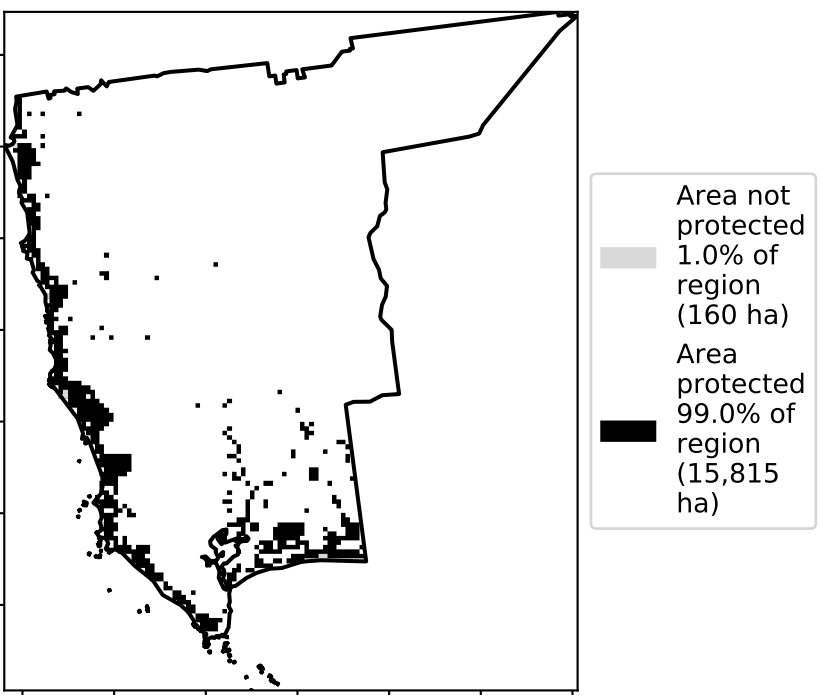 Area not
protected
1.0% of
region
(160 ha)
Area
protected
99.0% of
region
(15,815
ha)